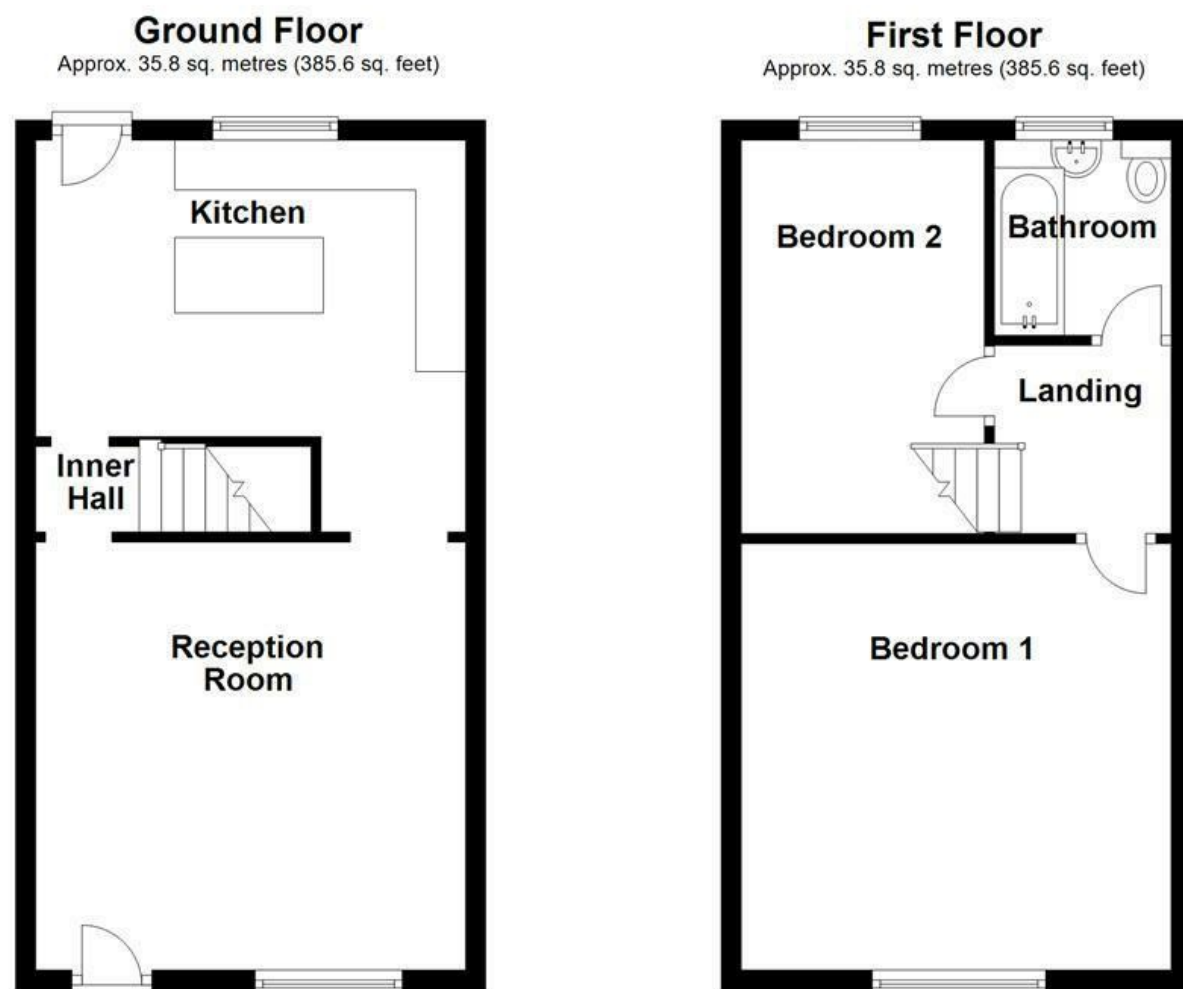 Ground Floor
Approx. 35.8 sq. metres (385.6 sq. feet)
Kitchen
Inner
Hall
Reception
Room
First Floor
Approx. 35.8 sq. metres (385.6 sq. feet)
Bedroom 2
Bathroom
Landing
Bedroom 1